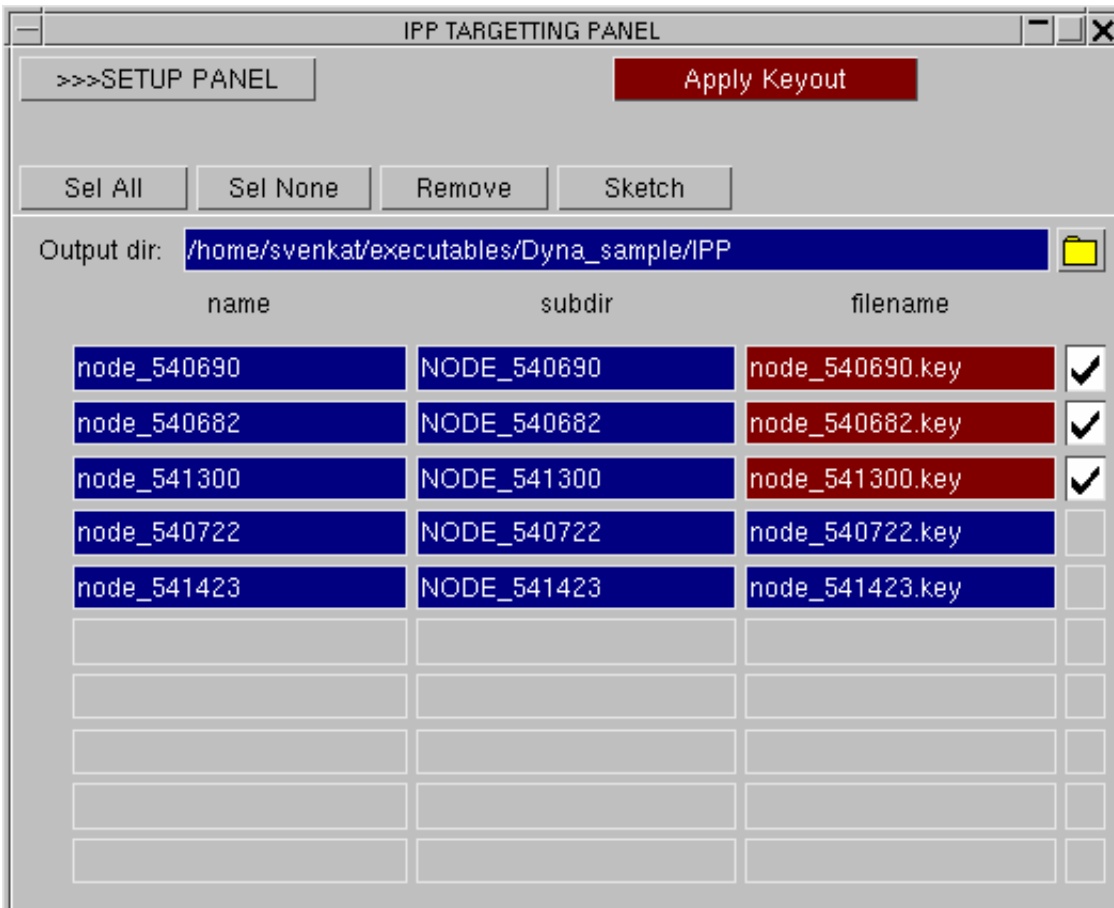 IPP TARGETTING PANEL
>>>SETUP PANEL Apply Keyout
Sel All Sel None Remove Sketch
Output dir: /home/svenkat/executables/Dyna_sample/IPP
name subdir filename
node_540690 NODE_540690 node_540690.key
node_540682 NODE_540682 node_540682.key
node_541300 NODE_541300 node_541300.key
node_540722 NODE_540722 node_540722.key
node_541423 NODE_541423 node_541423.key